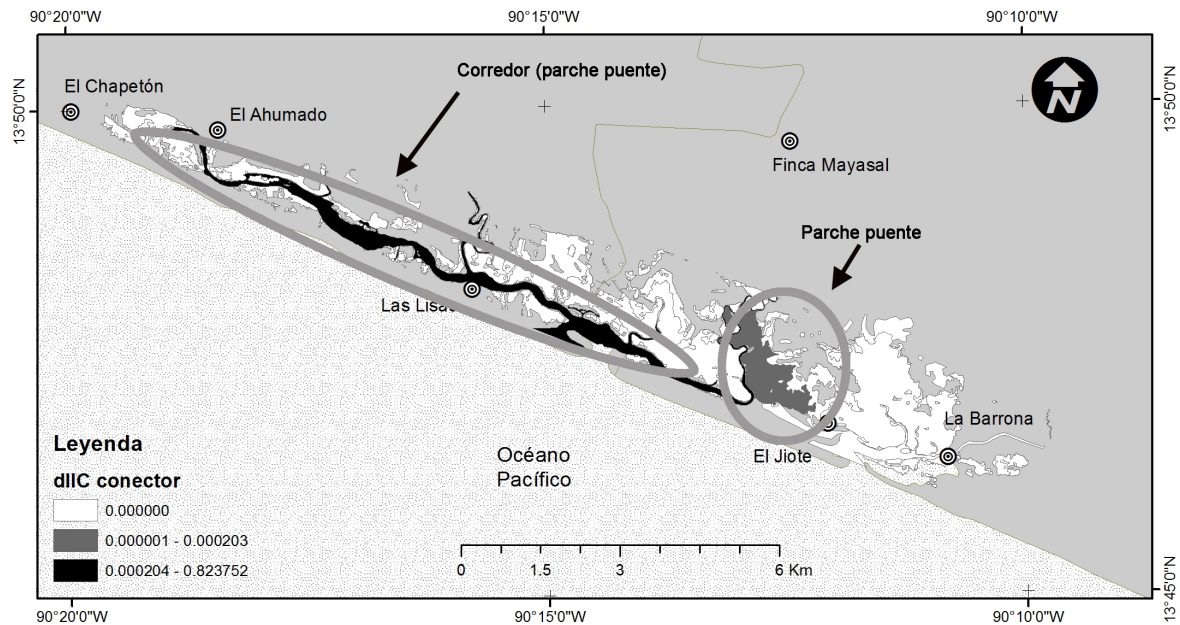 90°20'0"W 90°15'0"W 90°10'0"W
13°50'0"N
13°50'0"N
Corredor (parche puente)
N
El Chapetón
El Ahumado
Finca Mayasal
Parche puente
Las Lisas
La Barrona
El Jiote
Océano
Pacífico
Leyenda
dIIC conector
0.000000
0.000001 - 0.000203
0.000204 - 0.823752
0 1.5 3 6 Km
13°45'0"N
90°20'0"W 90°15'0"W 90°10'0"W